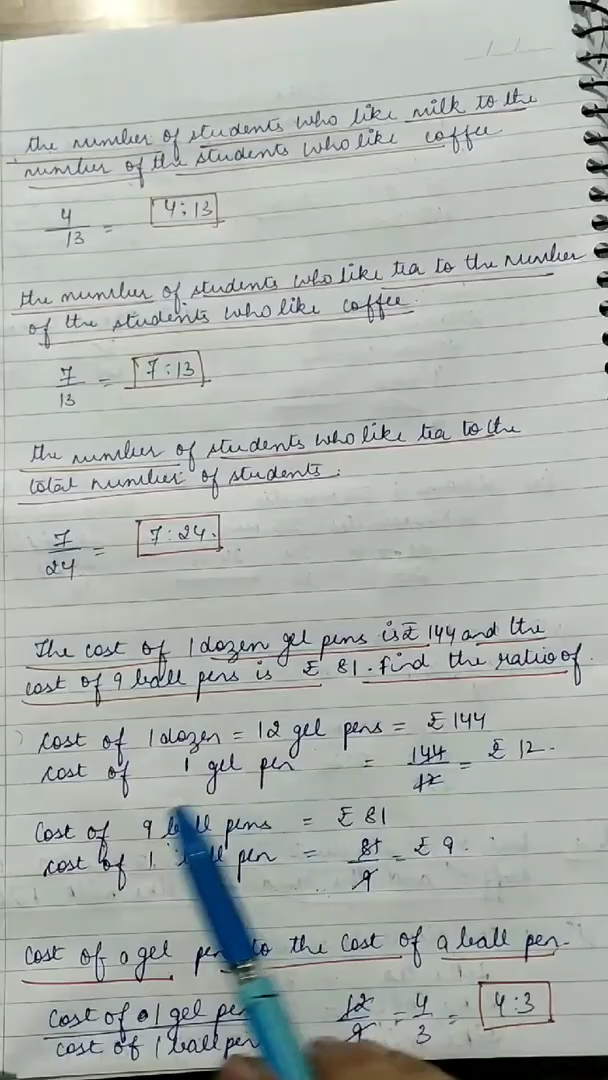 the number of students who like milk to the
number of the students who like coffee
4/13 = 4:13
the number of students who like tea to the number
of the students who like coffee.
7/13 = 7:13
the number of students who like tea to the
total number of students.
7/24 = 7:24.
The cost of 1 dozen gel pens is ₹ 144 and the
cost of 9 ball pens is ₹ 81. find the ratio of.
cost of 1 dozen = 12 gel pens = ₹ 144
cost of 1 gel pen = 144/12 = ₹ 12.
cost of 9 ball pens = ₹ 81
cost of 1 ball pen = 81/9 = ₹ 9.
cost of a gel pen to the cost of a ball pen.
cost of 1 gel pen / cost of 1 ball pen 12/9 = 4/3 = 4:3